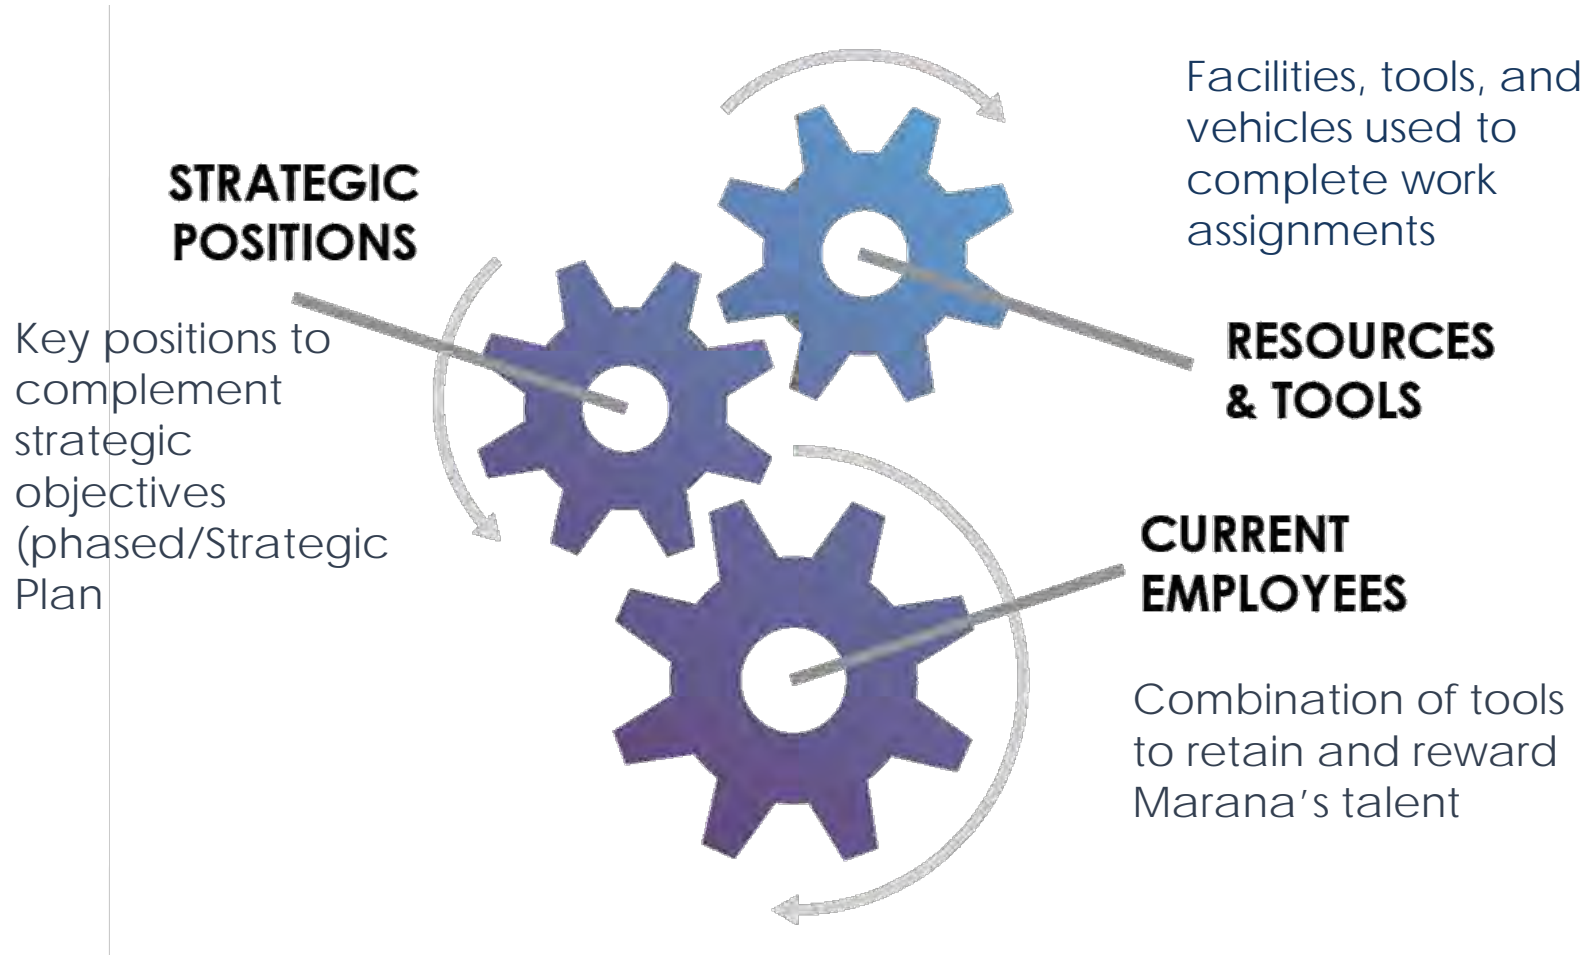 STRATEGIC
POSITIONS
Key positions to
complement
strategic
objectives
(phased/Strategic
Plan
Facilities, tools, and
vehicles used to
complete work
assignments
RESOURCES
& TOOLS
CURRENT
EMPLOYEES
Combination of tools
to retain and reward
Marana’s talent